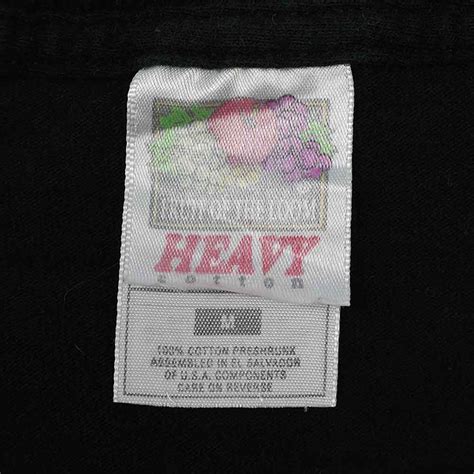 FRUIT OF THE LOOM
HEAVY
cotton
M
100% COTTON PRESHRUNK
ASSEMBLED IN EL SALVADOR
OF U.S.A. COMPONENTS
CARE ON REVERSE